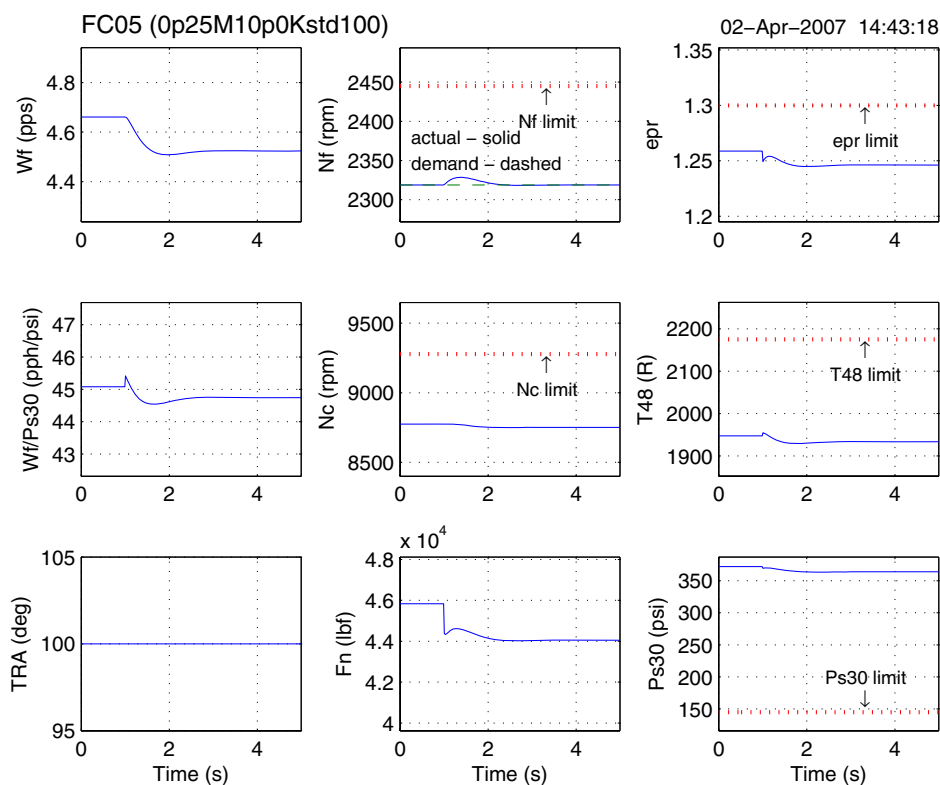 FC05 (0p25M10p0Kstd100)
02−Apr−2007 14:43:18
Wf (pps)
4.8
4.6
4.4
0 2 4
Nf (rpm)
2450
2400
2350
2300
Nf limit
actual − solid
demand − dashed
0 2 4
epr
1.35
1.3
1.25
1.2
epr limit
0 2 4
Wf/Ps30 (pph/psi)
47
46
45
44
43
0 2 4
Nc (rpm)
9500
9000
8500
Nc limit
0 2 4
T48 (R)
2200
2100
2000
1900
T48 limit
0 2 4
TRA (deg)
105
100
95
0 2 4
Time (s)
x 10^4
Fn (lbf)
4.8
4.6
4.4
4.2
4
0 2 4
Time (s)
Ps30 (psi)
350
300
250
200
150
Ps30 limit
0 2 4
Time (s)